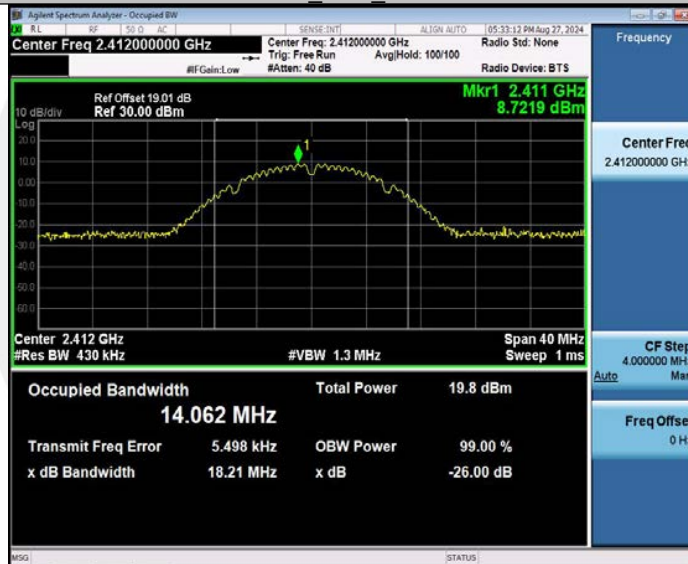 Agilent Spectrum Analyzer - Occupied BW
RL RF 50 Ω AC SENSE:INT ALIGN AUTO 05:33:12 PM Aug 27, 2024
Center Freq 2.412000000 GHz
Center Freq: 2.412000000 GHz Radio Std: None
Trig: Free Run Avg|Hold: 100/100
#IFGain:Low #Atten: 40 dB Radio Device: BTS
Frequency
Mkr1 2.411 GHz
8.7219 dBm
Ref Offset 19.01 dB
10 dB/div Ref 30.00 dBm
Log
20.0
10.0
0.00
-10.0
-20.0
-30.0
-40.0
-50.0
-60.0
1
Center 2.412 GHz Span 40 MHz
#Res BW 430 kHz #VBW 1.3 MHz Sweep 1 ms
Occupied Bandwidth Total Power 19.8 dBm
14.062 MHz
Transmit Freq Error 5.498 kHz OBW Power 99.00 %
x dB Bandwidth 18.21 MHz x dB -26.00 dB
Center Freq
2.412000000 GHz
CF Step
4.000000 MHz
Auto Man
Freq Offset
0 Hz
MSG STATUS